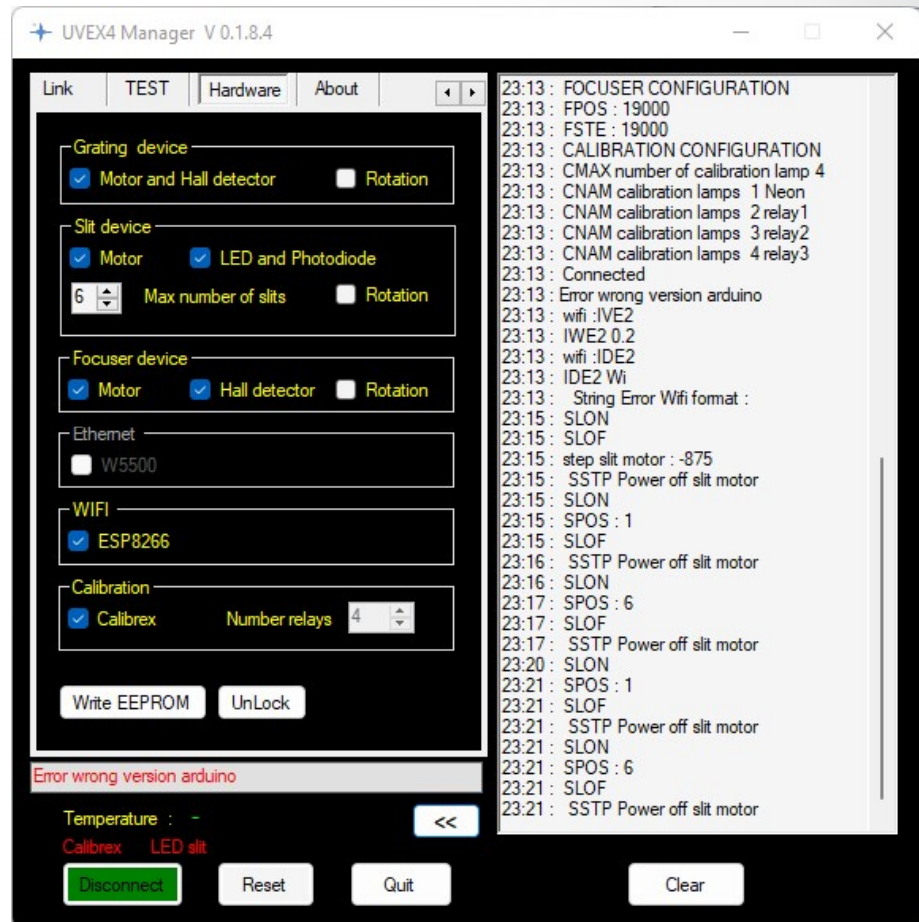 UVEX4 Manager V 0.1.8.4
Link TEST Hardware About
Grating device
Motor and Hall detector Rotation
Slit device
Motor LED and Photodiode
6 Max number of slits Rotation
Focuser device
Motor Hall detector Rotation
Ethernet
W5500
WIFI
ESP8266
Calibration
Calibrex Number relays 4
Write EEPROM UnLock
Error wrong version arduino
Temperature : -
<<
Calibrex LED slit
Disconnect Reset Quit
23:13 : FOCUSER CONFIGURATION
23:13 : FPOS : 19000
23:13 : FSTE : 19000
23:13 : CALIBRATION CONFIGURATION
23:13 : CMAX number of calibration lamp 4
23:13 : CNAM calibration lamps 1 Neon
23:13 : CNAM calibration lamps 2 relay1
23:13 : CNAM calibration lamps 3 relay2
23:13 : CNAM calibration lamps 4 relay3
23:13 : Connected
23:13 : Error wrong version arduino
23:13 : wifi :IVE2
23:13 : IWE2 0.2
23:13 : wifi :IDE2
23:13 : IDE2 Wi
23:13 : String Error Wifi format :
23:15 : SLON
23:15 : SLOF
23:15 : step slit motor : -875
23:15 : SSTP Power off slit motor
23:15 : SLON
23:15 : SPOS : 1
23:15 : SLOF
23:16 : SSTP Power off slit motor
23:16 : SLON
23:17 : SPOS : 6
23:17 : SLOF
23:17 : SSTP Power off slit motor
23:20 : SLON
23:21 : SPOS : 1
23:21 : SLOF
23:21 : SSTP Power off slit motor
23:21 : SLON
23:21 : SPOS : 6
23:21 : SLOF
23:21 : SSTP Power off slit motor
Clear